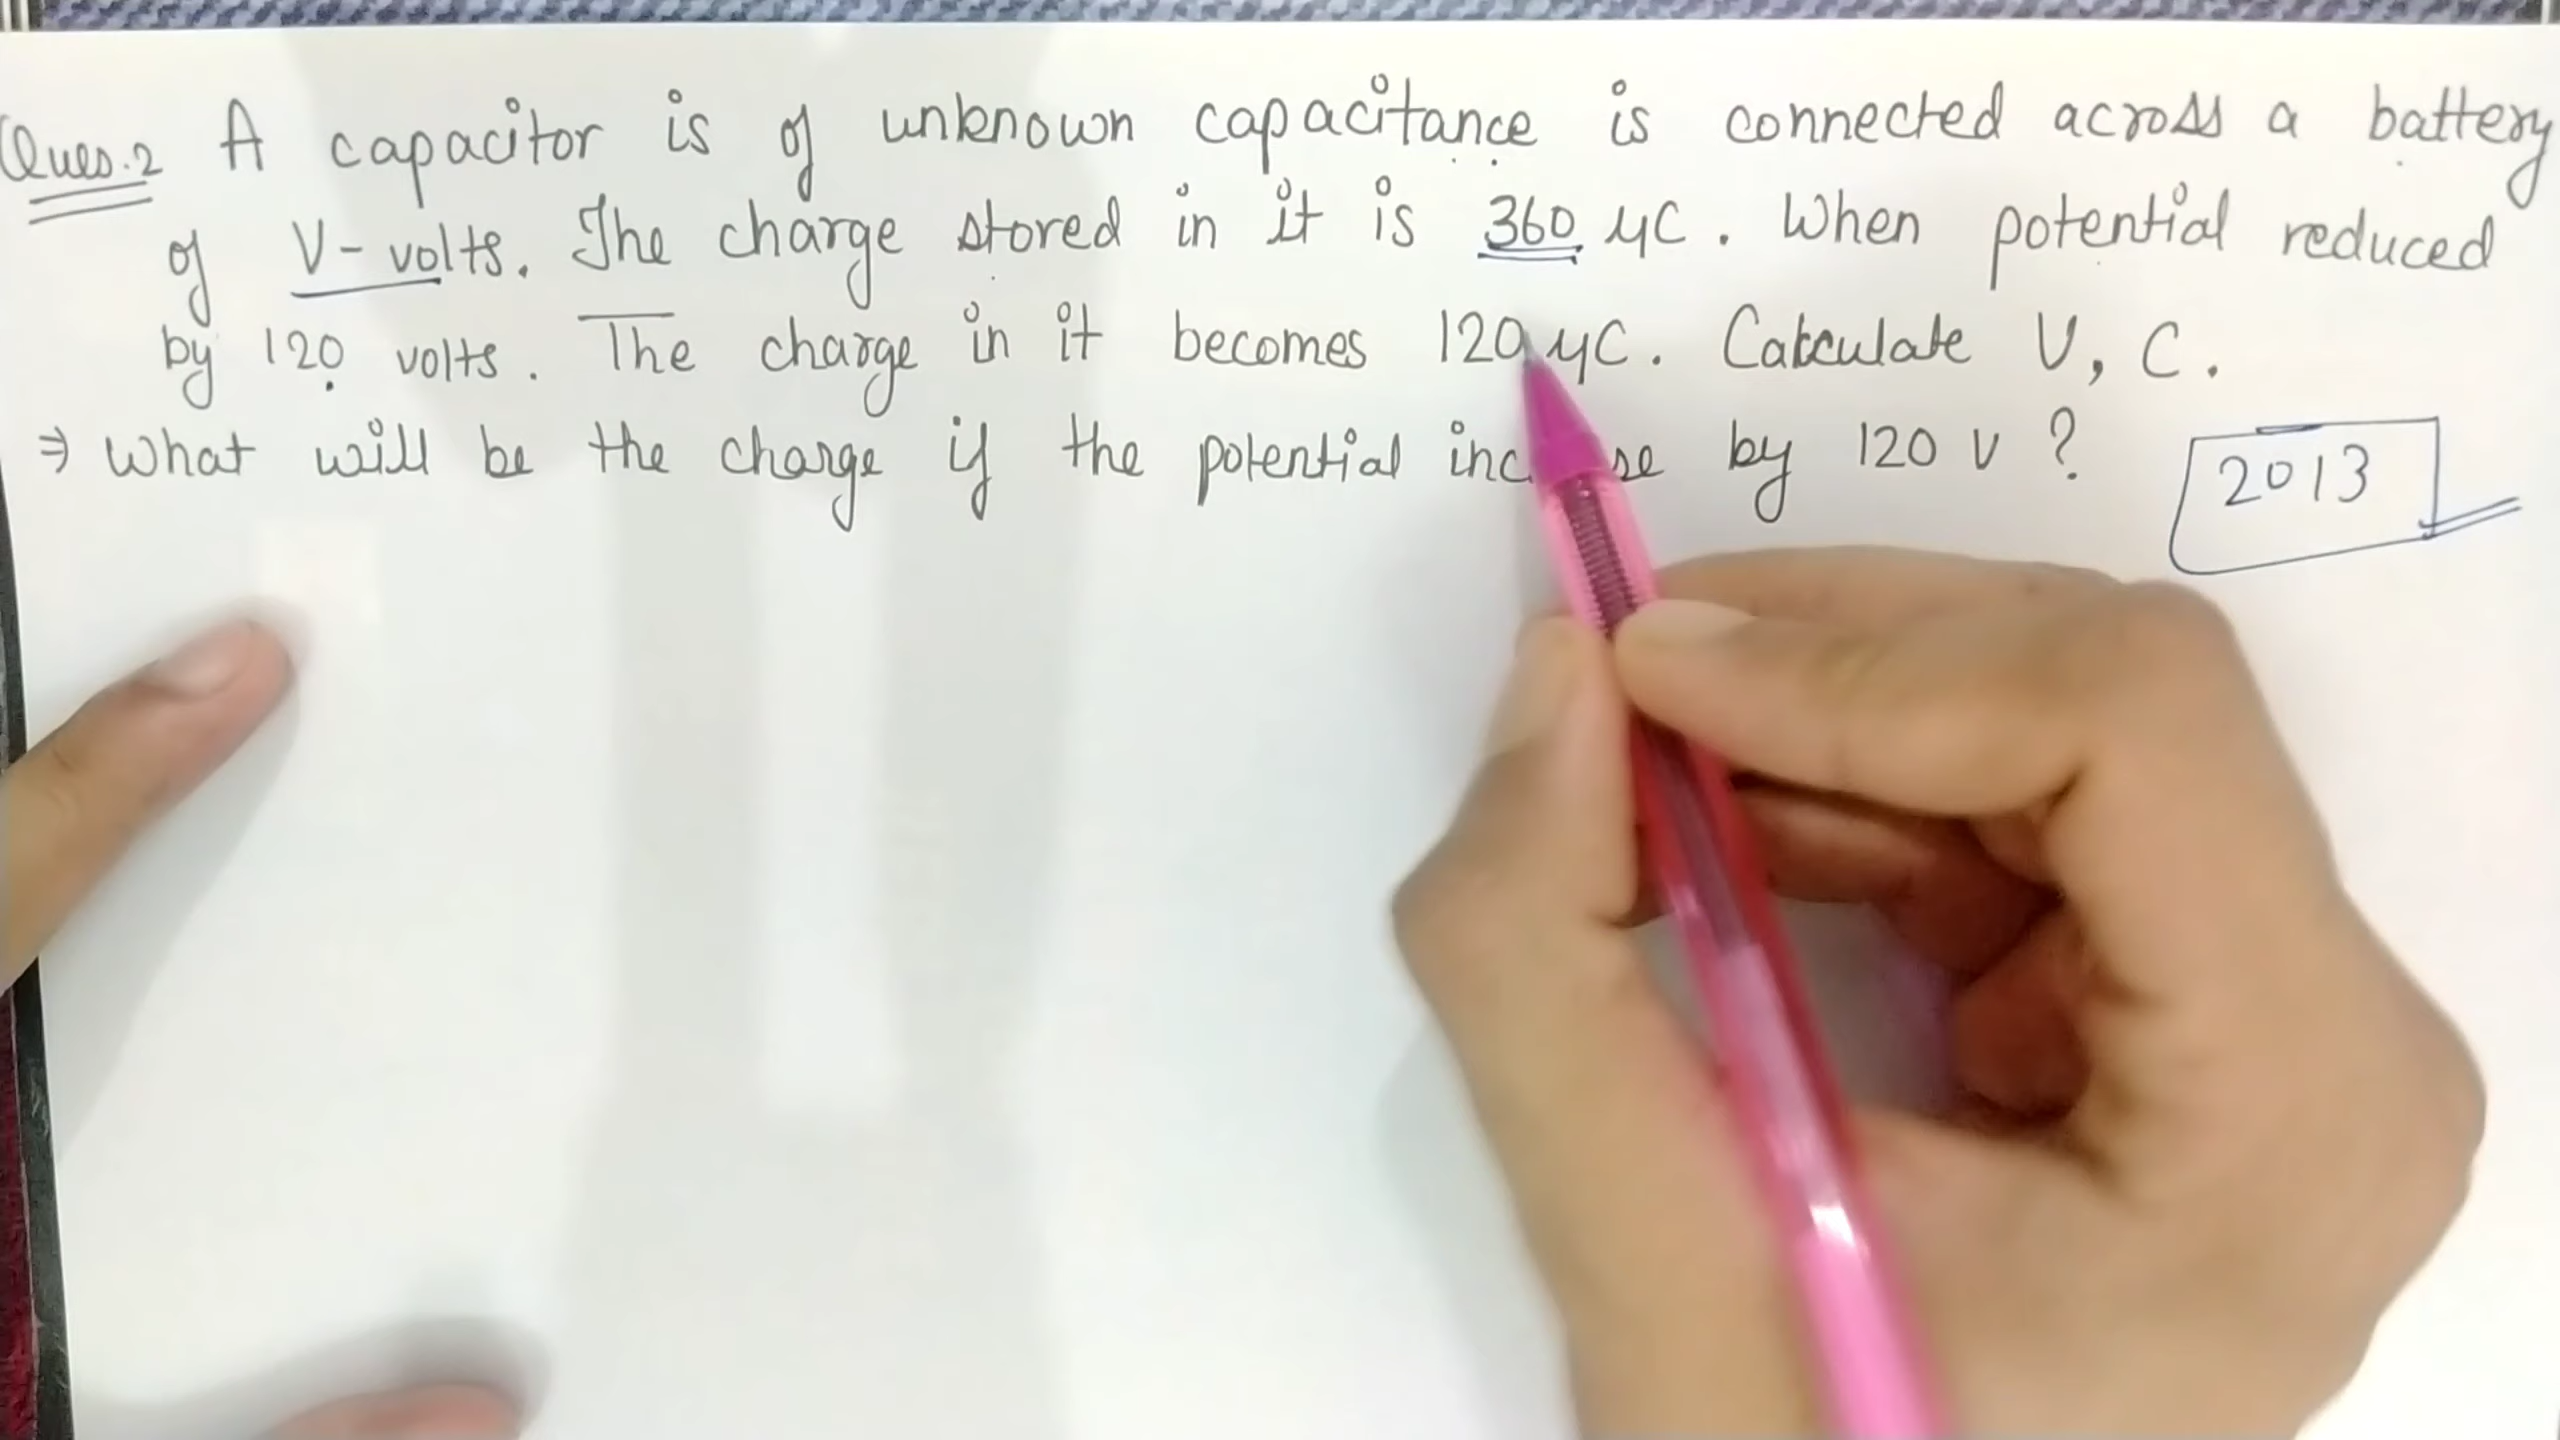 Ques.2 A capacitor is of unknown capacitance is connected across a battery
of V-volts. The charge stored in it is 360 μC. When potential reduced
by 120 volts. The charge in it becomes 120 μC. Calculate V, C.
⇒ What will be the charge if the potential by 120 V ?
2013